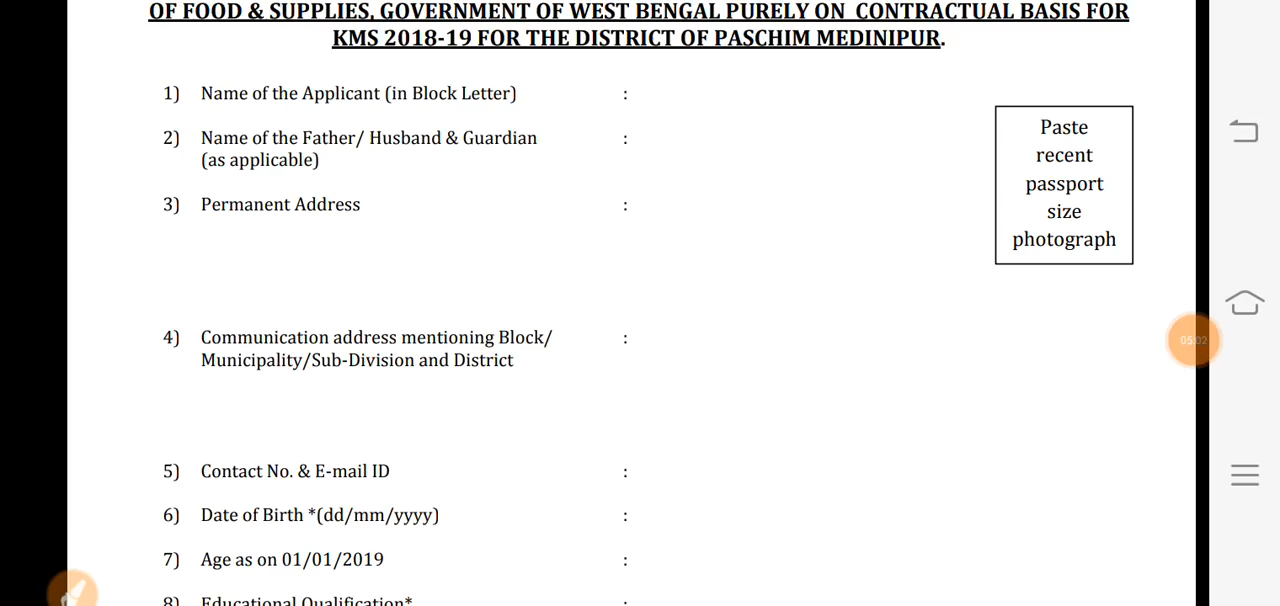 OF FOOD & SUPPLIES, GOVERNMENT OF WEST BENGAL PURELY ON CONTRACTUAL BASIS FOR
KMS 2018-19 FOR THE DISTRICT OF PASCHIM MEDINIPUR.
1) Name of the Applicant (in Block Letter) :
2) Name of the Father/ Husband & Guardian :
(as applicable)
3) Permanent Address :
Paste
recent
passport
size
photograph
4) Communication address mentioning Block/ :
Municipality/Sub-Division and District
05:02
5) Contact No. & E-mail ID :
6) Date of Birth *(dd/mm/yyyy) :
7) Age as on 01/01/2019 :
8) Educational Qualification* :